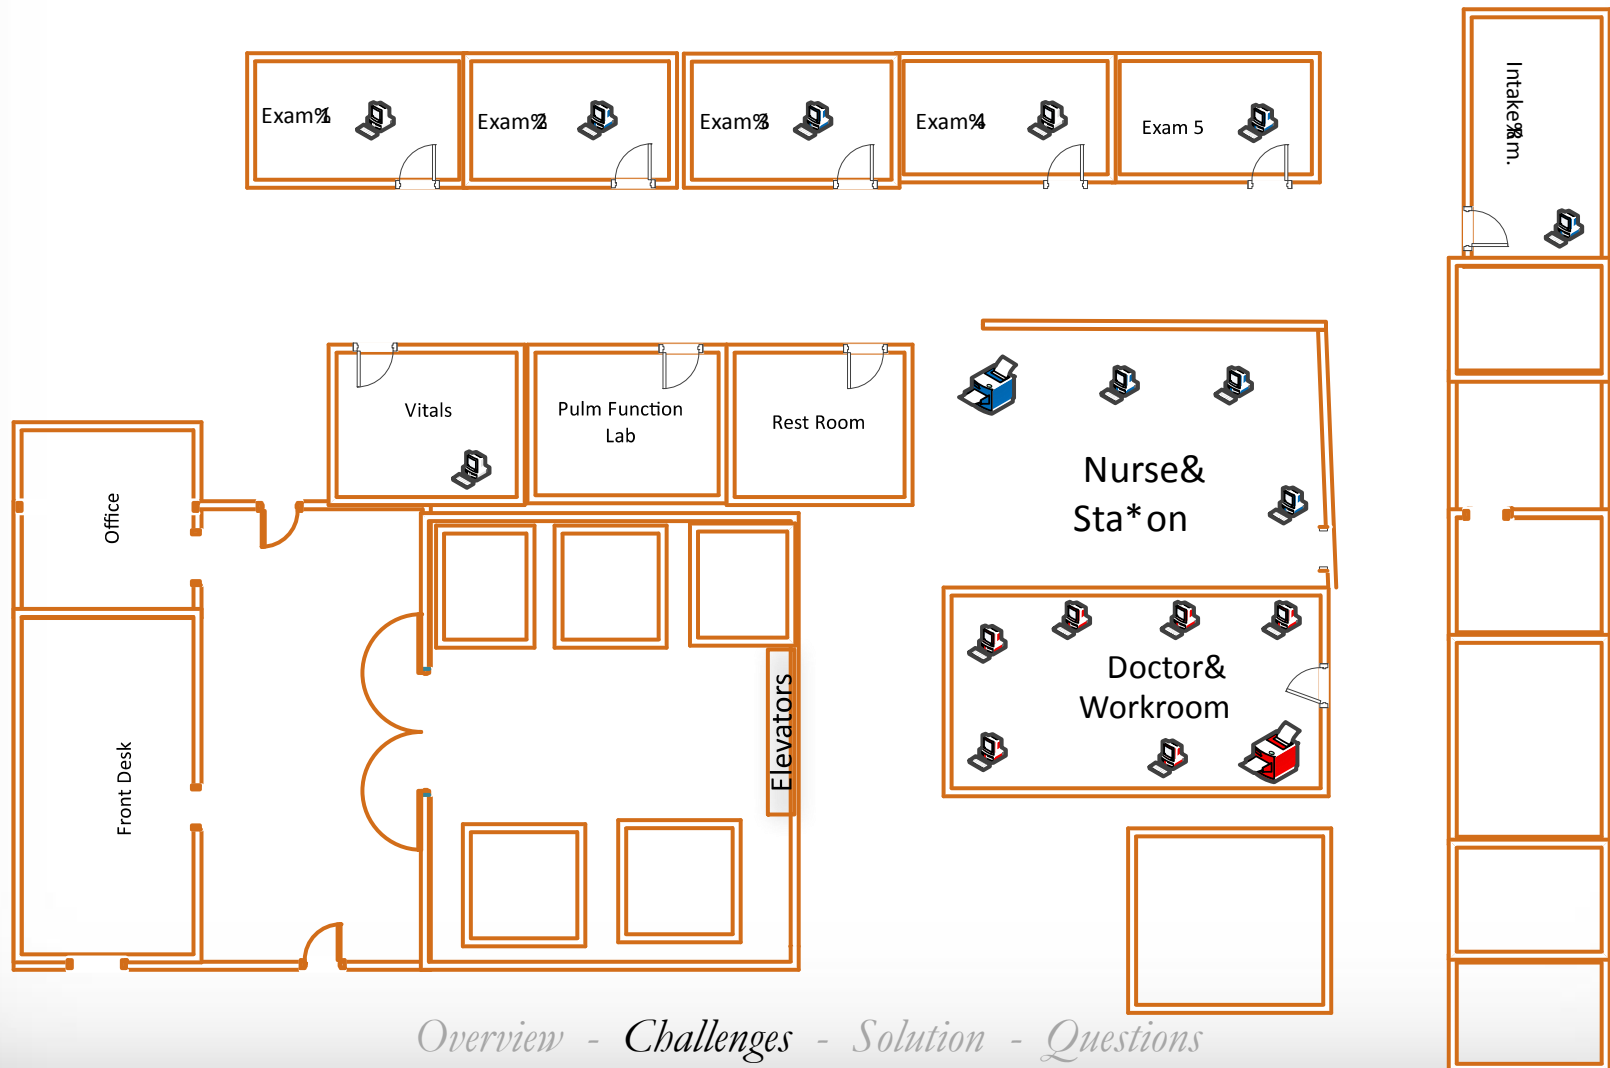 Exam%1
Exam%2
Exam%3
Exam%4
Exam 5
Intake%Rm.
Vitals
Pulm Function
Lab
Rest Room
Nurse&
Sta*on
Office
Doctor&
Workroom
Elevators
Front Desk
Overview - Challenges - Solution - Questions